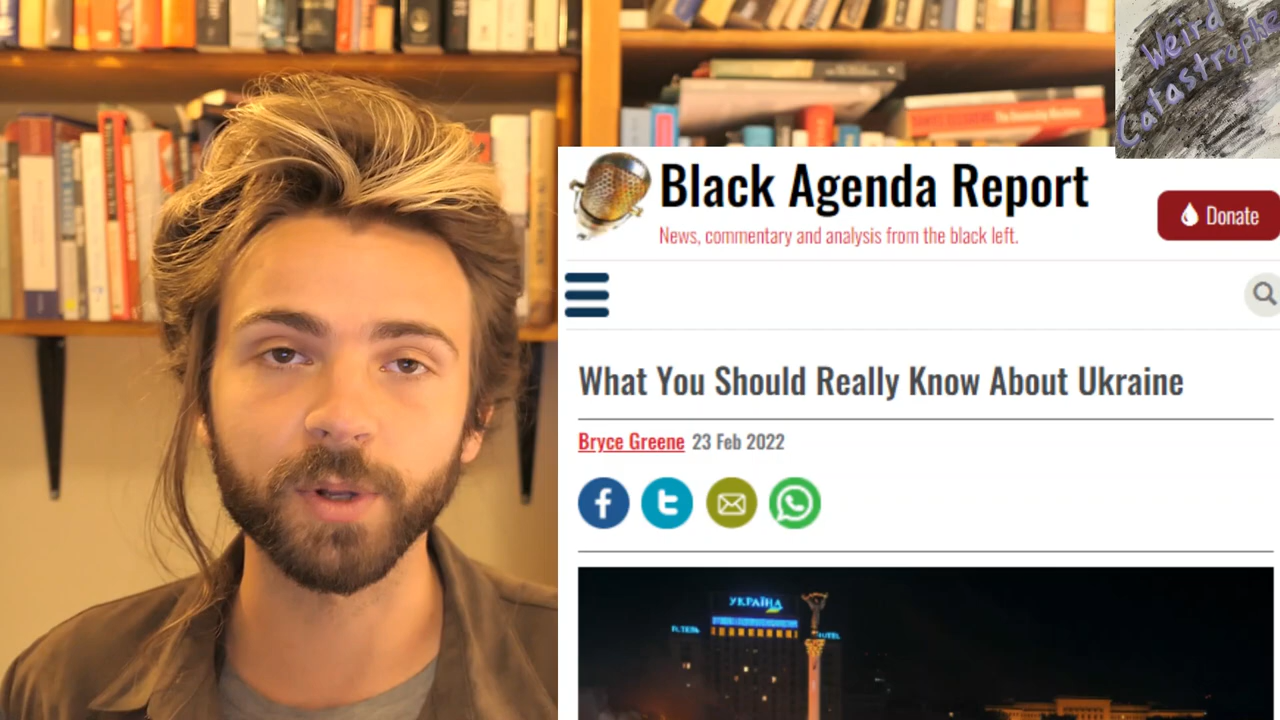 Weird
Catastrophe
Black Agenda Report
News, commentary and analysis from the black left.
Donate
What You Should Really Know About Ukraine
Bryce Greene 23 Feb 2022
УКРАЇНА